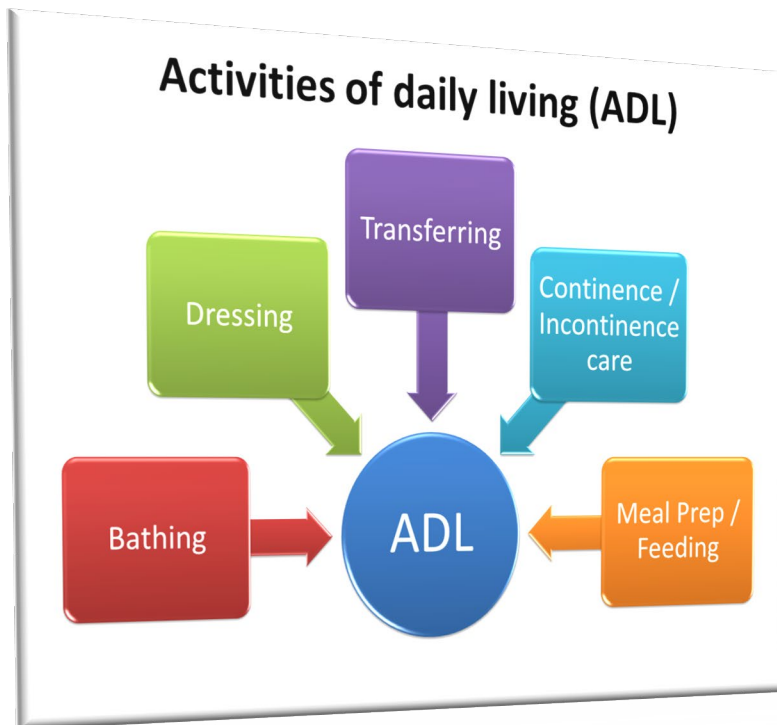 Activities of daily living (ADL)
Transferring
Dressing
Continence /
Incontinence
care
Bathing
ADL
Meal Prep /
Feeding